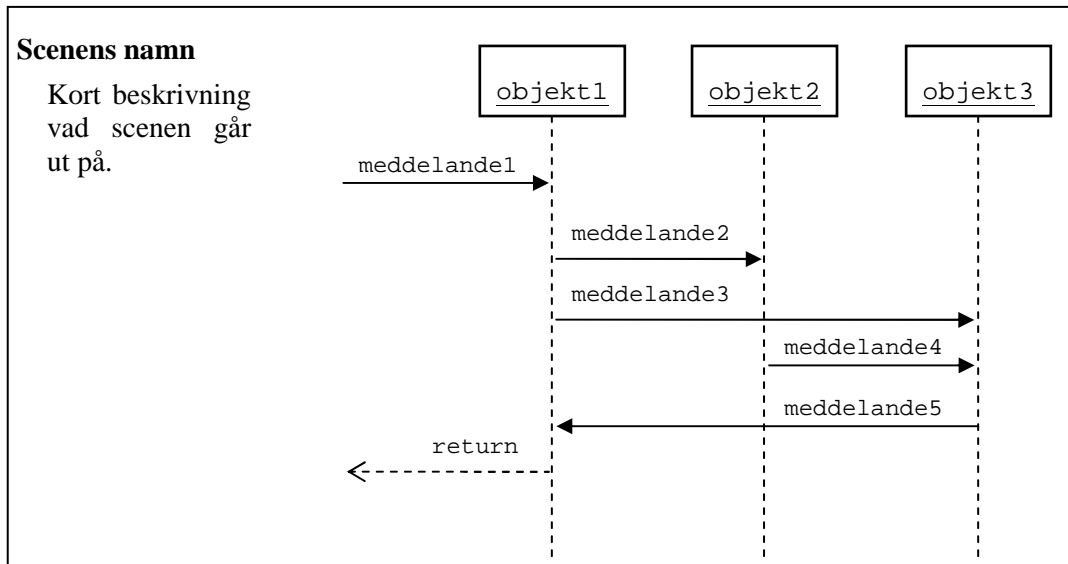 Scenens namn
Kort beskrivning
vad scenen går
ut på.
objekt1
objekt2
objekt3
meddelande1
meddelande2
meddelande3
meddelande4
meddelande5
return